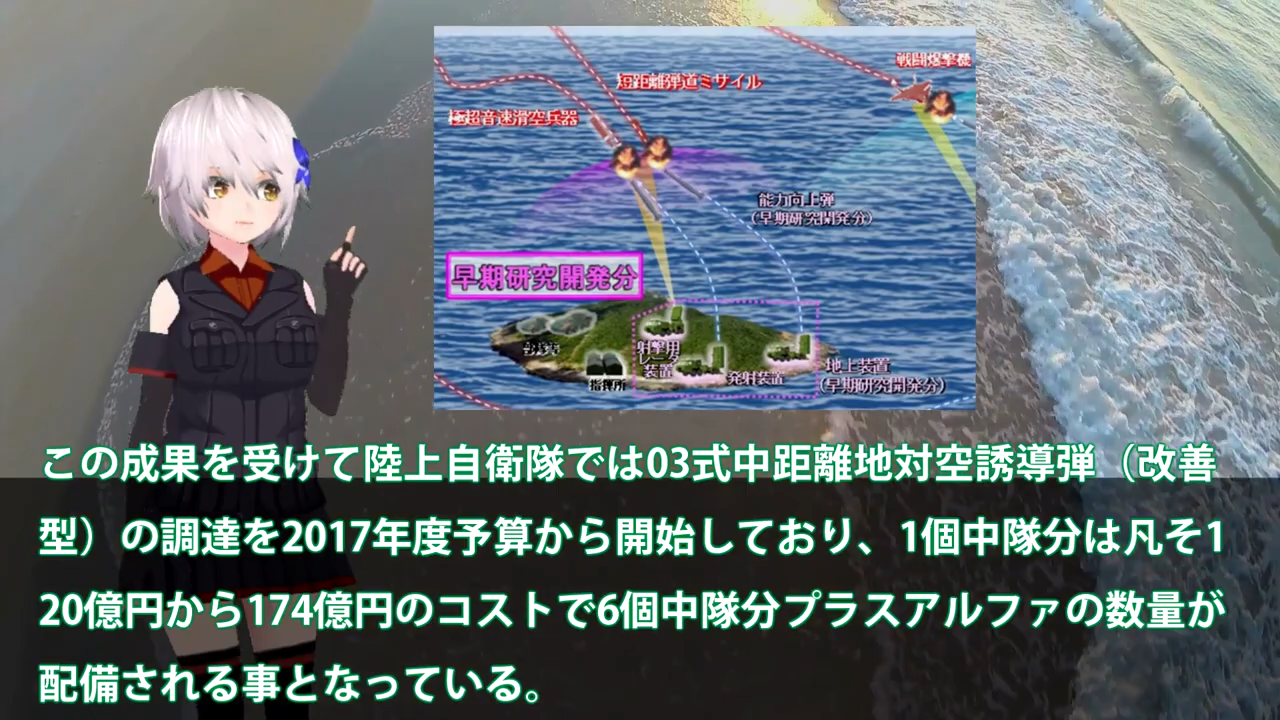 戦闘爆撃機
短距離弾道ミサイル
極超音速滑空兵器
能力向上弾
(早期研究開発分)
早期研究開発分
射撃用
レーダ
装置
発射装置
指揮所
地上装置
(早期研究開発分)
この成果を受けて陸上自衛隊では03式中距離地対空誘導弾（改善
型）の調達を2017年度予算から開始しており、1個中隊分は凡そ1
20億円から174億円のコストで6個中隊分プラスアルファの数量が
配備される事となっている。